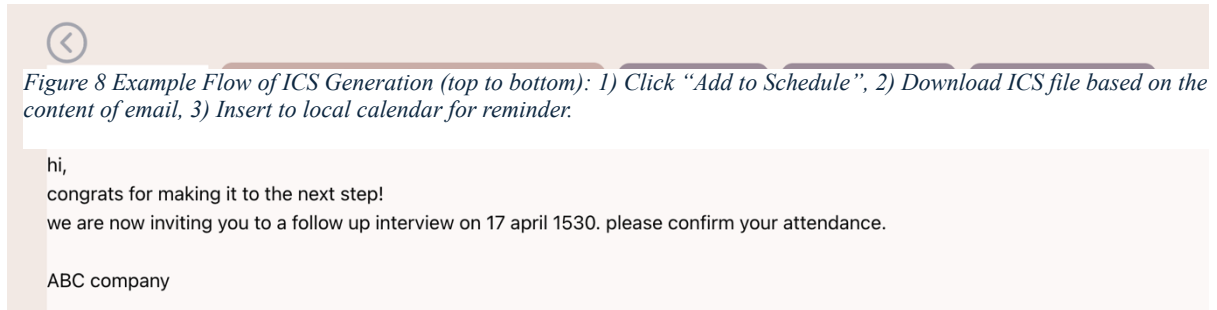 Figure 8 Example Flow of ICS Generation (top to bottom): 1) Click “Add to Schedule”, 2) Download ICS file based on the
content of email, 3) Insert to local calendar for reminder.
hi,
congrats for making it to the next step!
we are now inviting you to a follow up interview on 17 april 1530. please confirm your attendance.
ABC company